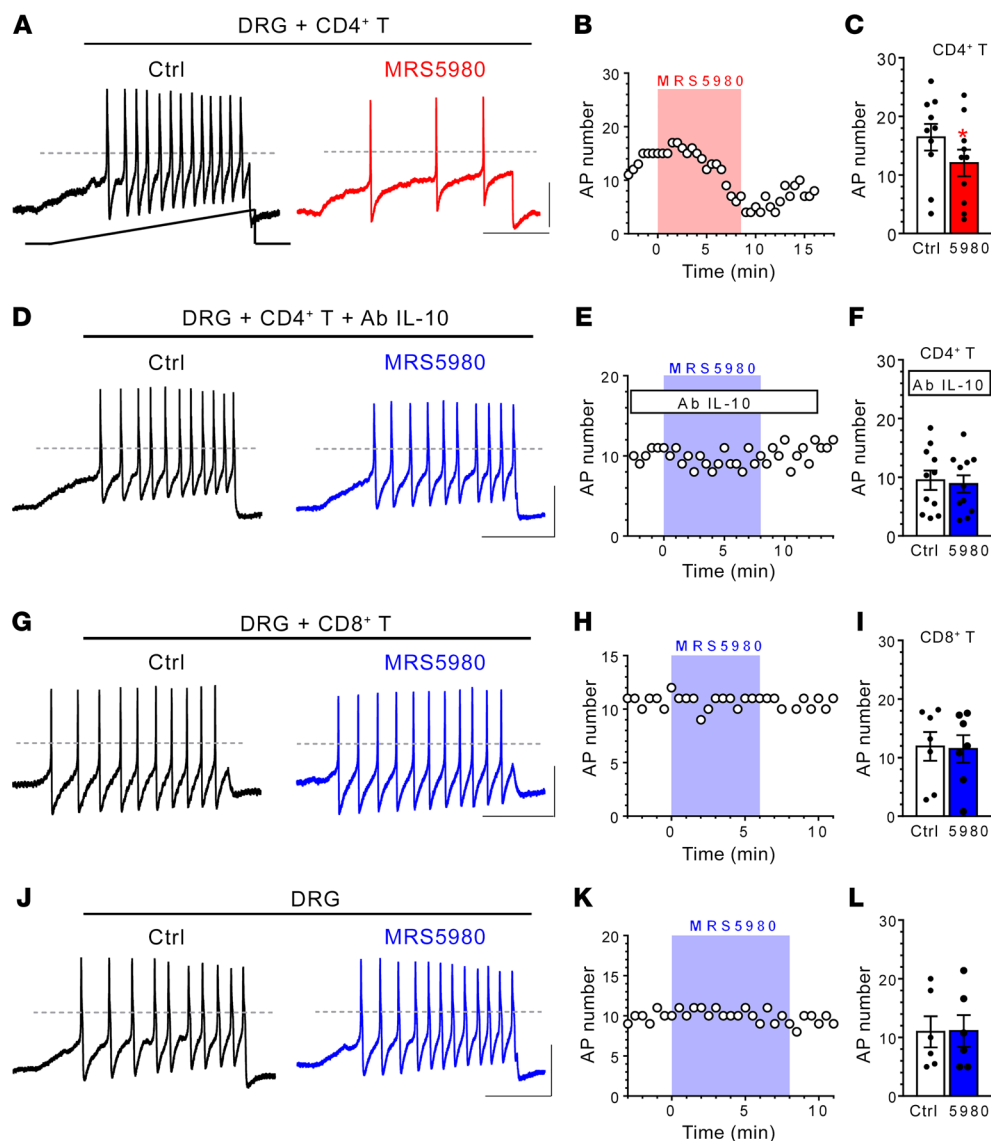 A
DRG + CD4⁺ T
Ctrl
MRS5980
B
MRS5980
AP number
30
20
10
0
0 5 10 15
Time (min)
C
CD4⁺ T
AP number
30
20
10
0
*
Ctrl 5980
D
DRG + CD4⁺ T + Ab IL-10
Ctrl
MRS5980
E
MRS5980
Ab IL-10
AP number
20
10
0
0 5 10
Time (min)
F
CD4⁺ T
Ab IL-10
AP number
30
20
10
0
Ctrl 5980
G
DRG + CD8⁺ T
Ctrl
MRS5980
H
MRS5980
AP number
15
10
5
0
0 5 10
Time (min)
I
CD8⁺ T
AP number
30
20
10
0
Ctrl 5980
J
DRG
Ctrl
MRS5980
K
MRS5980
AP number
20
10
0
0 5 10
Time (min)
L
AP number
30
20
10
0
Ctrl 5980